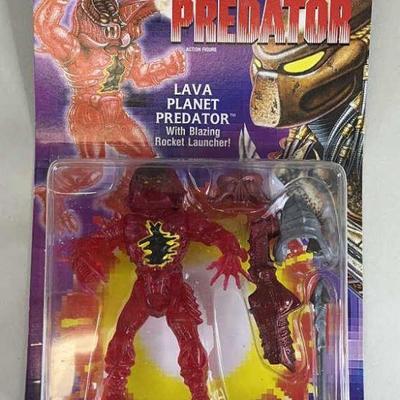 PREDATOR
ACTION FIGURE
LAVA
PLANET
PREDATOR™
With Blazing
Rocket Launcher!